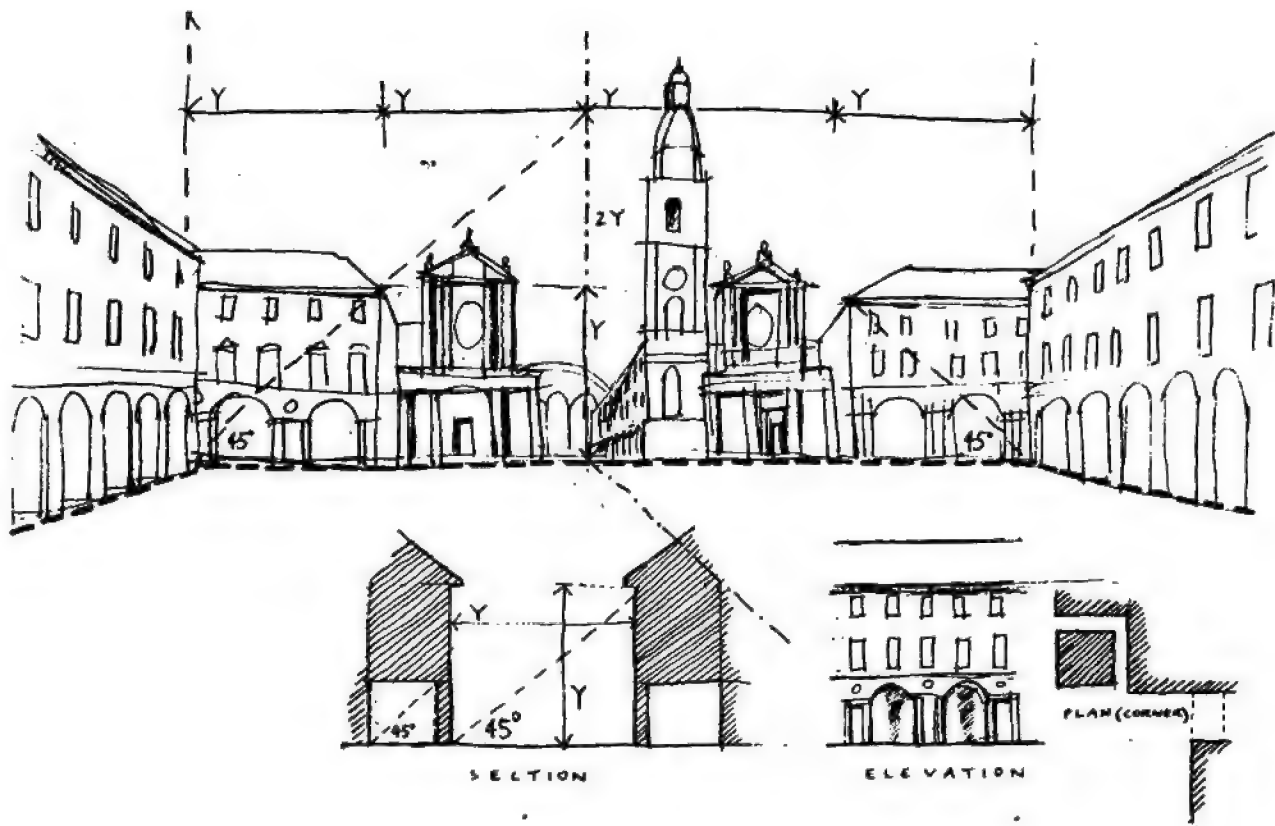 Y Y Y Y
2Y
Y
45° 45°
Y
Y
45° 45°
PLAN (CORNER)
SECTION ELEVATION